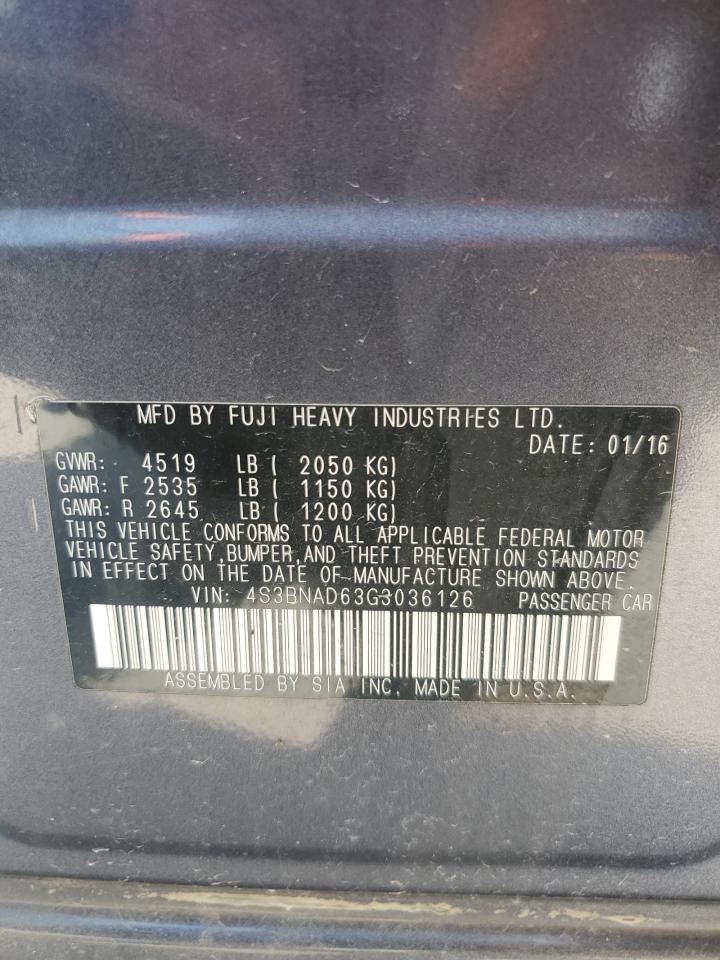 MFD BY FUJI HEAVY INDUSTRIES LTD.
DATE: 01/16
GVWR: 4519 LB ( 2050 KG)
GAWR: F 2535 LB ( 1150 KG)
GAWR: R 2645 LB ( 1200 KG)
THIS VEHICLE CONFORMS TO ALL APPLICABLE FEDERAL MOTOR
VEHICLE SAFETY, BUMPER, AND THEFT PREVENTION STANDARDS
IN EFFECT ON THE DATE OF MANUFACTURE SHOWN ABOVE.
VIN: 4S3BNAD63G3036126 PASSENGER CAR
ASSEMBLED BY SIA INC. MADE IN U.S.A.